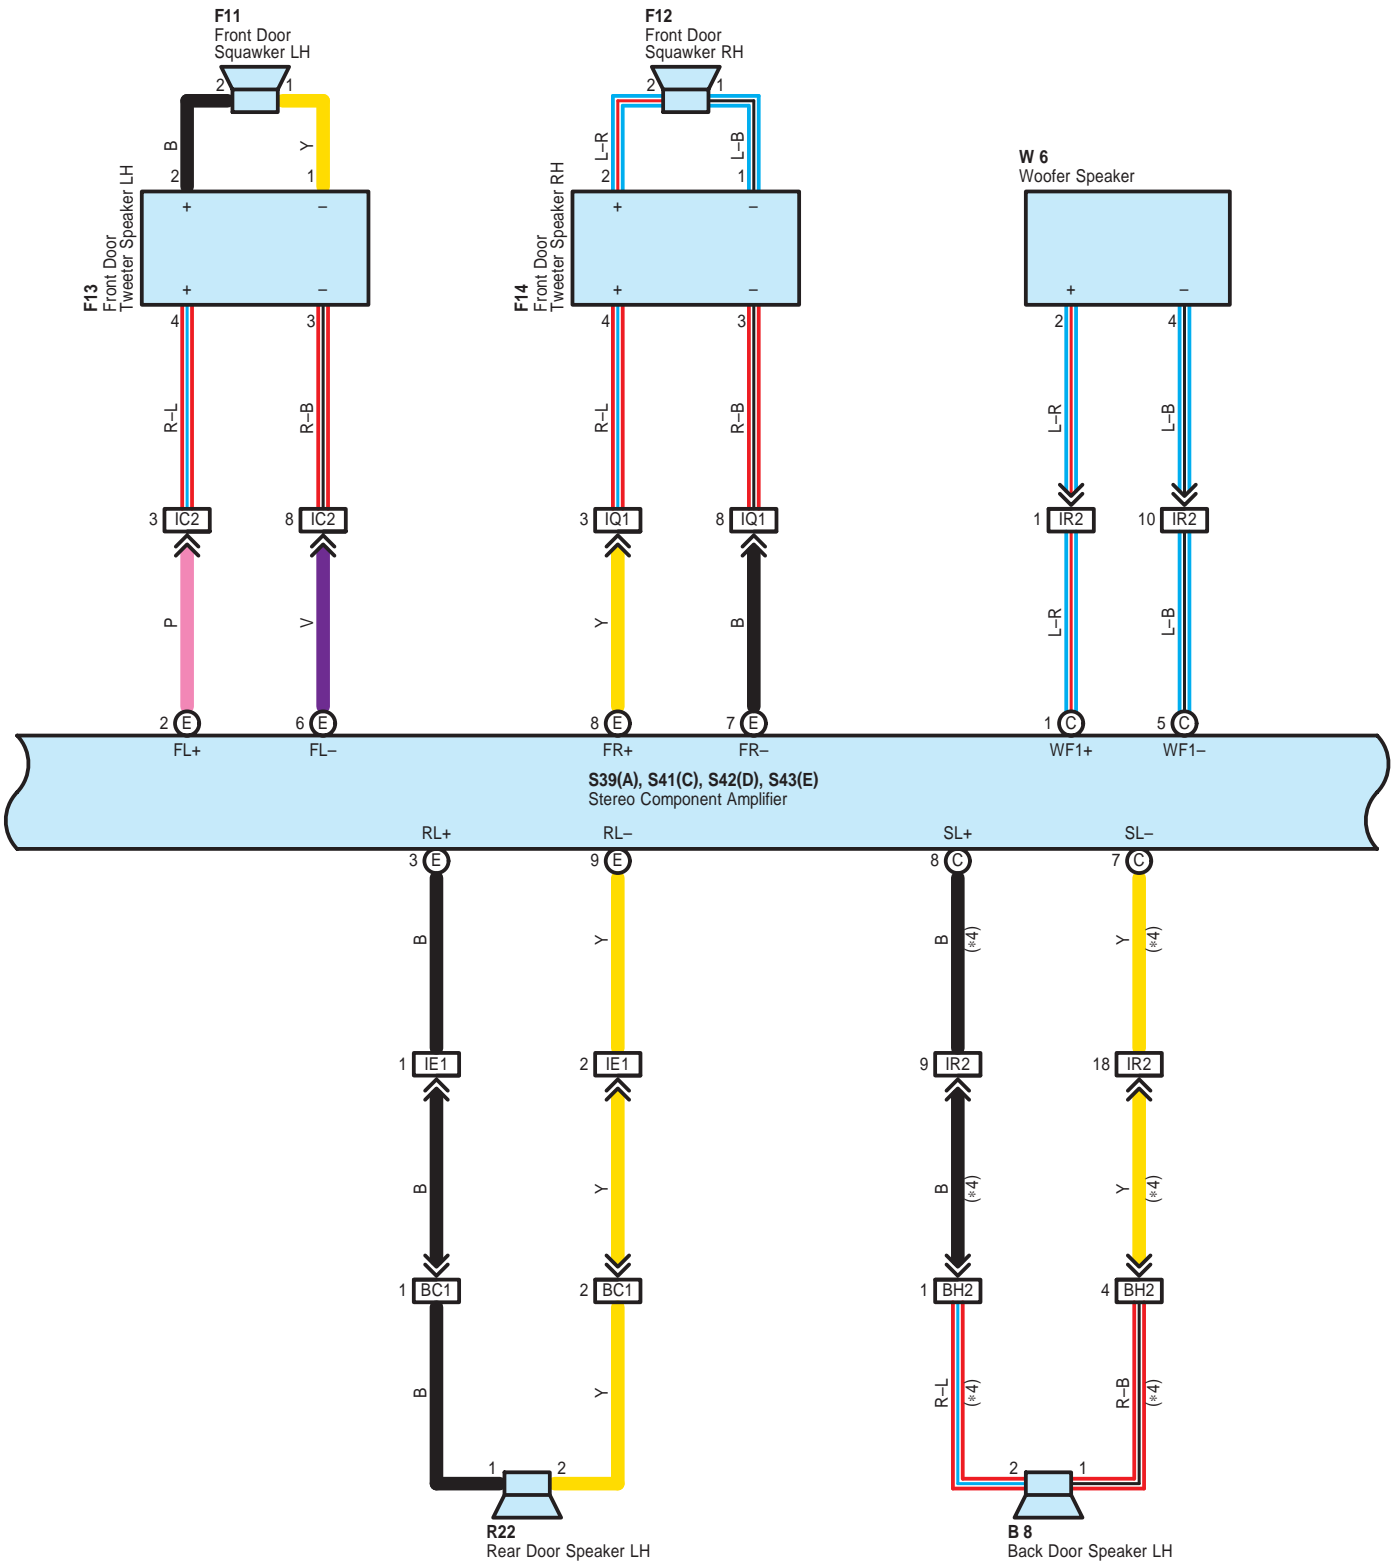 F11
Front Door
Squawker LH
2
1
B
Y
2
1
+
–
F13
Front Door
Tweeter Speaker LH
+
–
4
3
R–L
R–B
3 IC2
8 IC2
P
V
2 E
6 E
FL+
FL–
F12
Front Door
Squawker RH
2
1
L–R
L–B
2
1
+
–
F14
Front Door
Tweeter Speaker RH
+
–
4
3
R–L
R–B
3 IQ1
8 IQ1
Y
B
8 E
7 E
FR+
FR–
W 6
Woofer Speaker
+
–
2
4
L–R
L–B
1 IR2
10 IR2
L–R
L–B
1 C
5 C
WF1+
WF1–
S39(A), S41(C), S42(D), S43(E)
Stereo Component Amplifier
RL+
RL–
3 E
9 E
B
Y
1 IE1
2 IE1
B
Y
1 BC1
2 BC1
B
Y
1
2
R22
Rear Door Speaker LH
SL+
SL–
8 C
7 C
B
(*4)
Y
(*4)
9 IR2
18 IR2
B
(*4)
Y
(*4)
1 BH2
4 BH2
R–L
(*4)
R–B
(*4)
2
1
B 8
Back Door Speaker LH